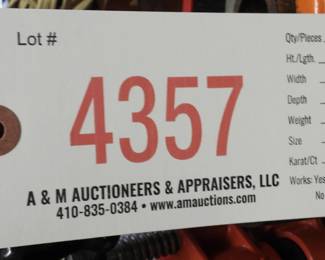 Lot #
4357
A & M AUCTIONEERS & APPRAISERS, LLC
410-835-0384 • www.amauctions.com
Qty/Pieces
Ht./Lgth.
Width
Depth
Weight
Size
Karat/Ct
Works: Yes
No